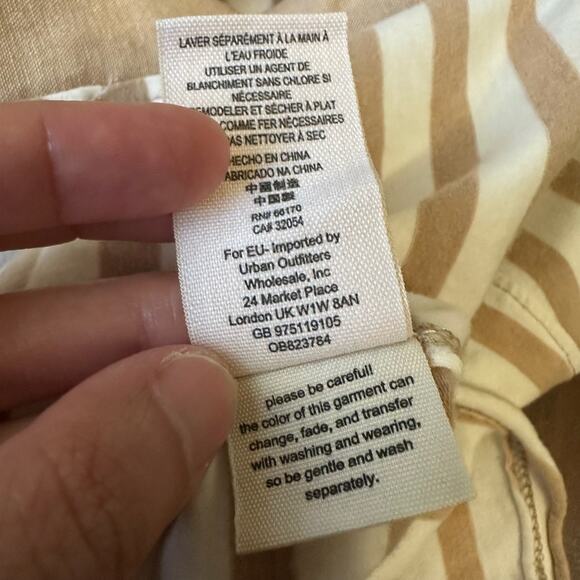 LAVER SÉPARÉMENT À LA MAIN À
L'EAU FROIDE
UTILISER UN AGENT DE
BLANCHIMENT SANS CHLORE SI
NÉCESSAIRE
REMODELER ET SÉCHER À PLAT
COMME FER NÉCESSAIRES
PAS NETTOYER À SEC
HECHO EN CHINA
FABRICADO NA CHINA
中國制造
中国製
RN# 66170
CA# 32054
For EU- Imported by
Urban Outfitters
Wholesale, Inc
24 Market Place
London UK W1W 8AN
GB 975119105
OB823784
please be careful!
the color of this garment can
change, fade, and transfer
with washing and wearing,
so be gentle and wash
separately.